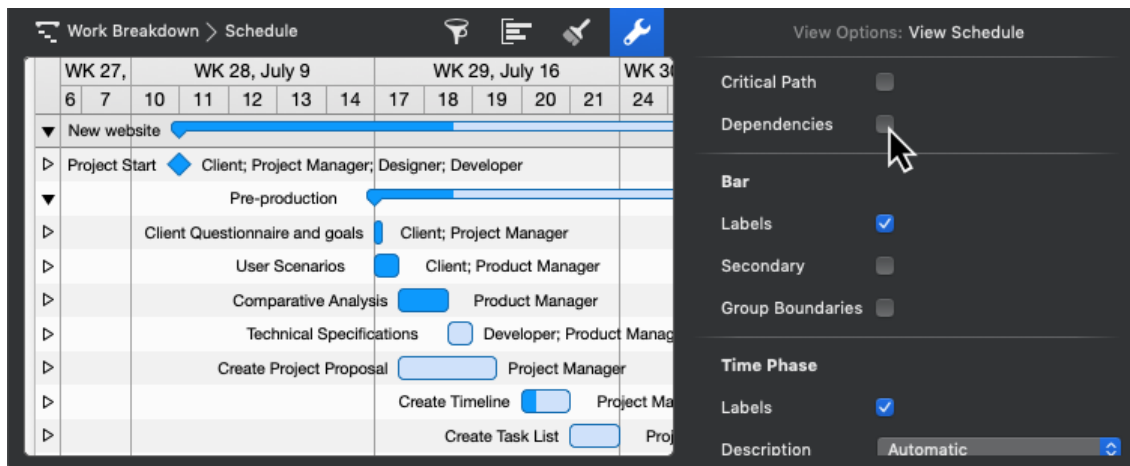 Work Breakdown > Schedule
View Options: View Schedule
WK 27, WK 28, July 9 WK 29, July 16 WK 30
6 7 10 11 12 13 14 17 18 19 20 21 24
New website
Project Start Client; Project Manager; Designer; Developer
Pre-production
Client Questionnaire and goals Client; Project Manager
User Scenarios Client; Product Manager
Comparative Analysis Product Manager
Technical Specifications Developer; Product Manag
Create Project Proposal Project Manager
Create Timeline Project Ma
Create Task List Proj
Critical Path
Dependencies
Bar
Labels
Secondary
Group Boundaries
Time Phase
Labels
Description Automatic